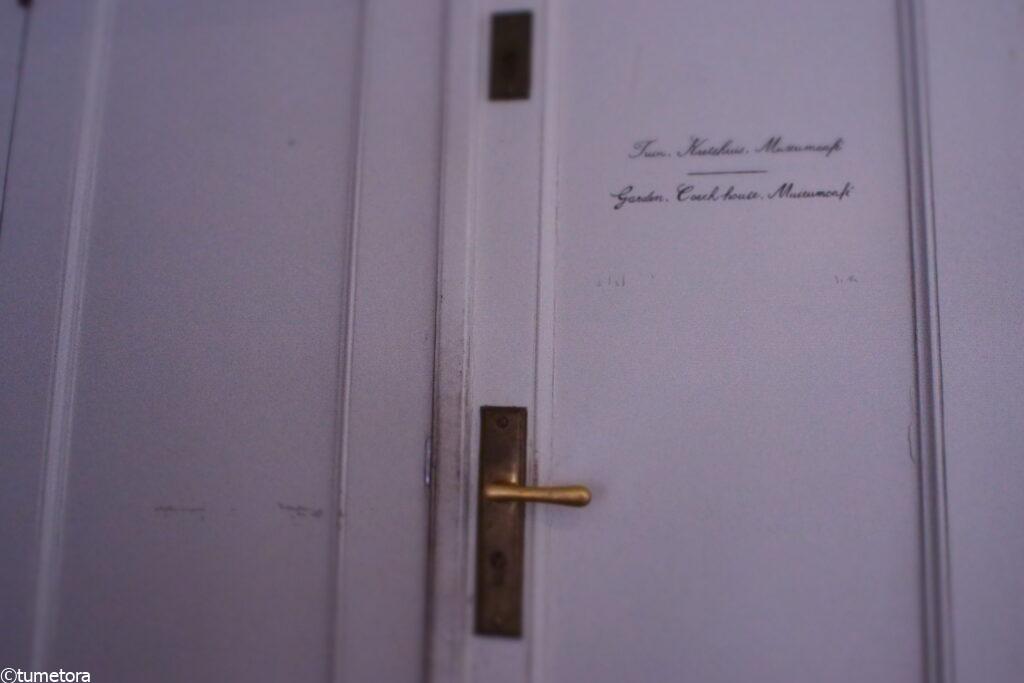 Tuin. Koetshuis. Museumcafé
Garden. Coach-house. Museumcafé
©tumetora